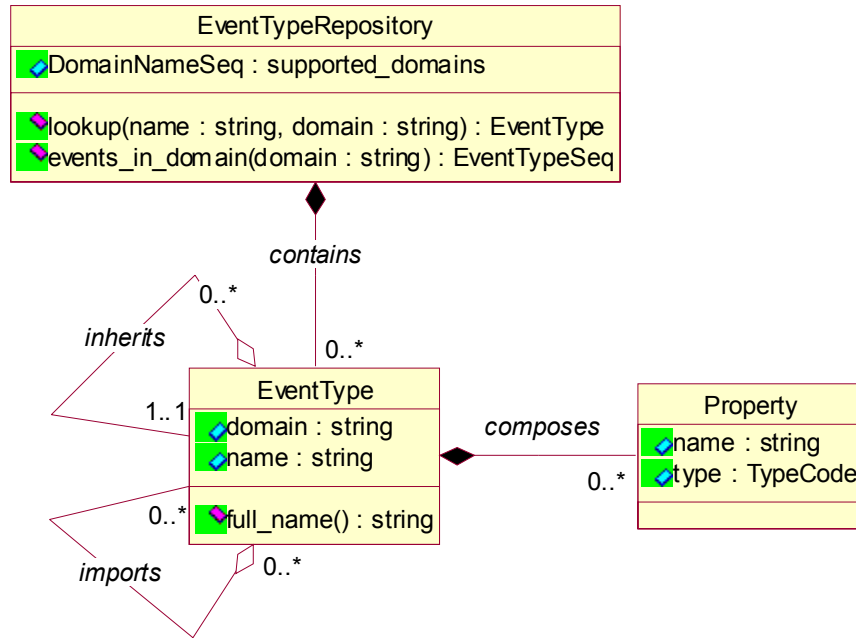 EventTypeRepository
DomainNameSeq : supported_domains
lookup(name : string, domain : string) : EventType
events_in_domain(domain : string) : EventTypeSeq
contains
0..*
inherits
0..*
1..1
EventType
domain : string
name : string
full_name() : string
composes
0..*
Property
name : string
type : TypeCode
0..*
imports
0..*